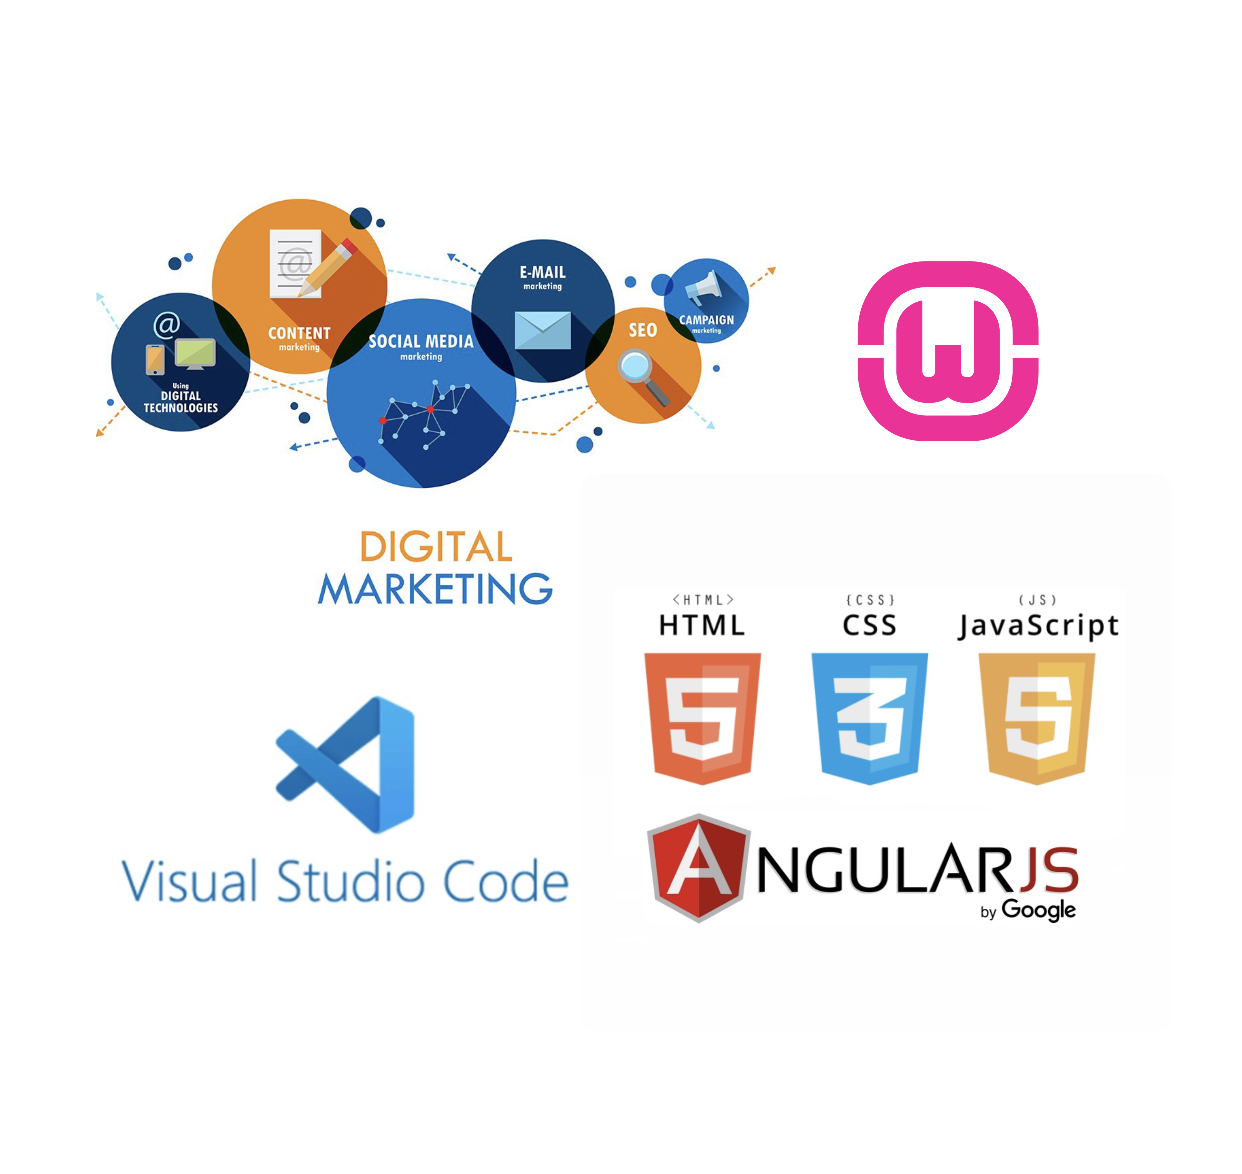 @
Using
DIGITAL
TECHNOLOGIES
@
CONTENT
marketing
SOCIAL MEDIA
marketing
E-MAIL
marketing
SEO
CAMPAIGN
marketing
W
DIGITAL
MARKETING
<HTML> {CSS} (JS)
HTML CSS JavaScript
5 3 5
Visual Studio Code
ANGULARJS
by Google